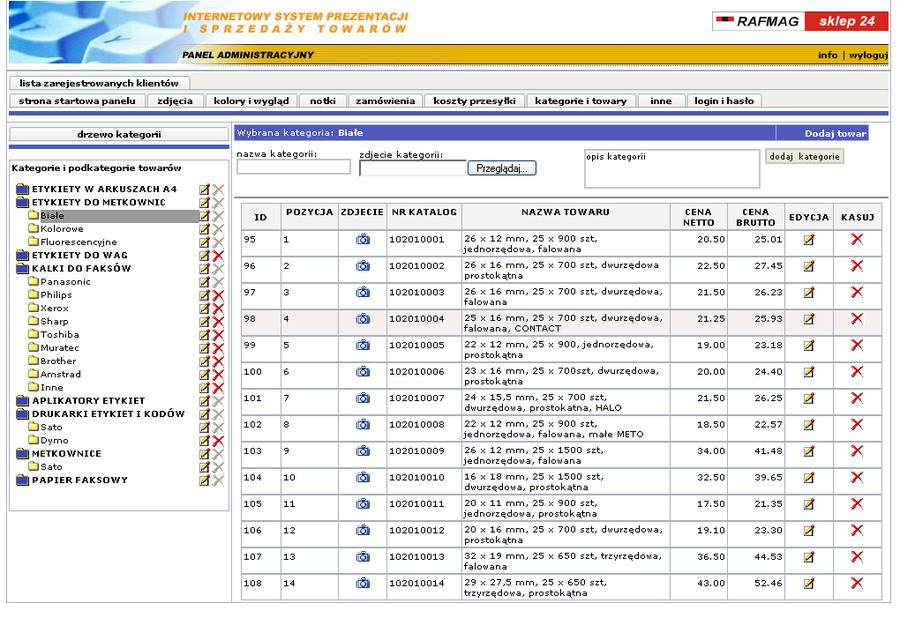 INTERNETOWY SYSTEM PREZENTACJI
I SPRZEDAŻY TOWARÓW
RAFMAG sklep 24
PANEL ADMINISTRACYJNY
info | wyloguj
lista zarejestrowanych klientów
strona startowa panelu zdjęcia kolory i wygląd notki zamówienia koszty przesyłki kategorie i towary inne login i hasło
drzewo kategorii
Kategorie i podkategorie towarów
ETYKIETY W ARKUSZACH A4
ETYKIETY DO METKOWNIC
Białe
Kolorowe
Fluorescencyjne
ETYKIETY DO WAG
KALKI DO FAKSÓW
Panasonic
Philips
Xerox
Sharp
Toshiba
Muratec
Brother
Amstrad
Inne
APLIKATORY ETYKIET
DRUKARKI ETYKIET I KODÓW
Sato
Dymo
METKOWNICE
Sato
PAPIER FAKSOWY
Wybrana kategoria: Białe Dodaj towar
nazwa kategorii: zdjecie kategorii: Przeglądaj... opis kategorii dodaj kategorie
ID POZYCJA ZDJECIE NR KATALOG NAZWA TOWARU CENA NETTO CENA BRUTTO EDYCJA KASUJ
95 1 102010001 26 x 12 mm, 25 x 900 szt, 20.50 25.01
jednorzędowa, falowana
96 2 102010002 26 x 16 mm, 25 x 700 szt, dwurzędowa 22.50 27.45
prostokątna
97 3 102010003 26 x 16 mm, 25 x 700 szt, dwurzędowa, 21.50 26.23
falowana
98 4 102010004 25 x 16 mm, 25 x 700 szt, dwurzędowa, 21.25 25.93
falowana, CONTACT
99 5 102010005 22 x 12 mm, 25 x 900, jednorzędowa, 19.00 23.18
prostokątna
100 6 102010006 23 x 16 mm, 25 x 700szt, dwurzędowa, 20.00 24.40
prostokątna
101 7 102010007 24 x 15,5 mm, 25 x 700 szt, 21.50 26.25
dwurzędowa, prostokatna, HALO
102 8 102010008 22 x 12 mm, 25 x 900 szt, 18.50 22.57
jednorzędowa, falowana, małe METO
103 9 102010009 26 x 12 mm, 25 x 1500 szt, 34.00 41.48
jednorzędowa, falowana
104 10 102010010 16 x 18 mm, 25 x 1500 szt, 32.50 39.65
dwurzędowa, prostokątna
105 11 102010011 20 x 11 mm, 25 x 900 szt, 17.50 21.35
jednorzędowa, prostokątna
106 12 102010012 20 x 16 mm, 25 x 700 szt, dwurzędowa, 19.10 23.30
prostokątna
107 13 102010013 32 x 19 mm, 25 x 650 szt, trzyrzędowa, 36.50 44.53
falowana
108 14 102010014 29 x 27,5 mm, 25 x 650 szt, 43.00 52.46
trzyrzędowa, prostokątna